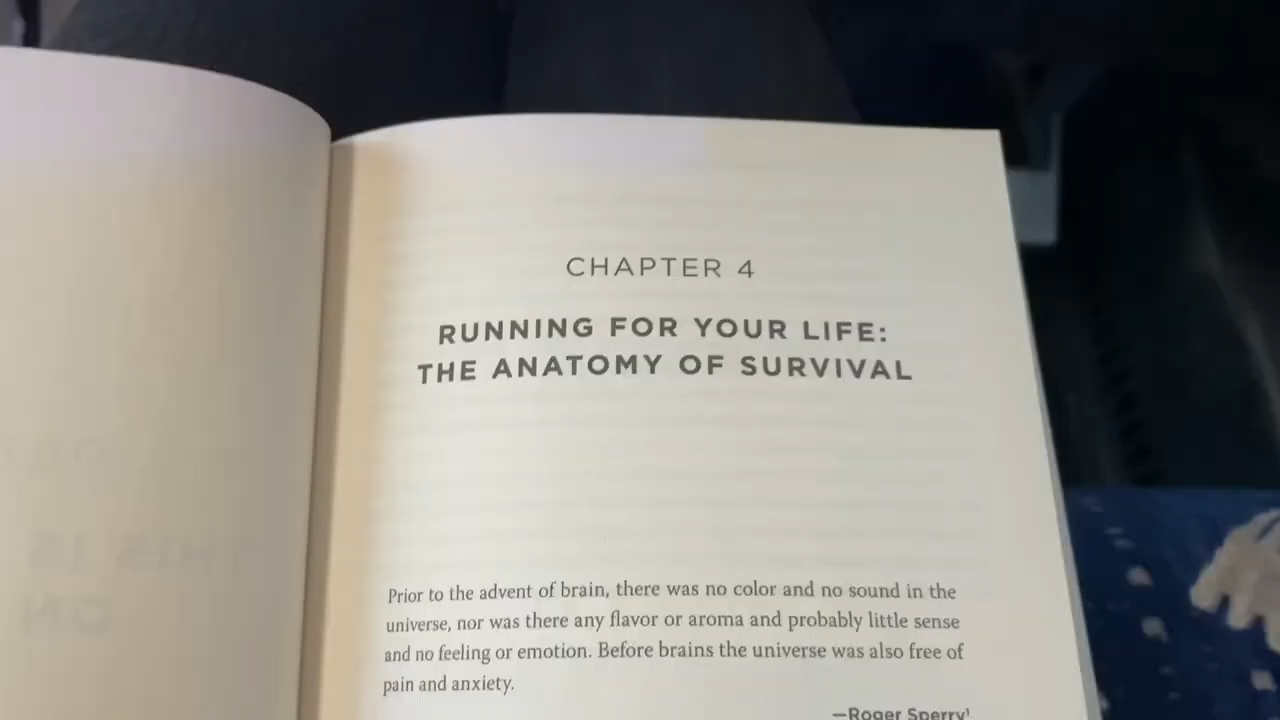 CHAPTER 4
RUNNING FOR YOUR LIFE:
THE ANATOMY OF SURVIVAL
Prior to the advent of brain, there was no color and no sound in the
universe, nor was there any flavor or aroma and probably little sense
and no feeling or emotion. Before brains the universe was also free of
pain and anxiety.
—Roger Sperry¹